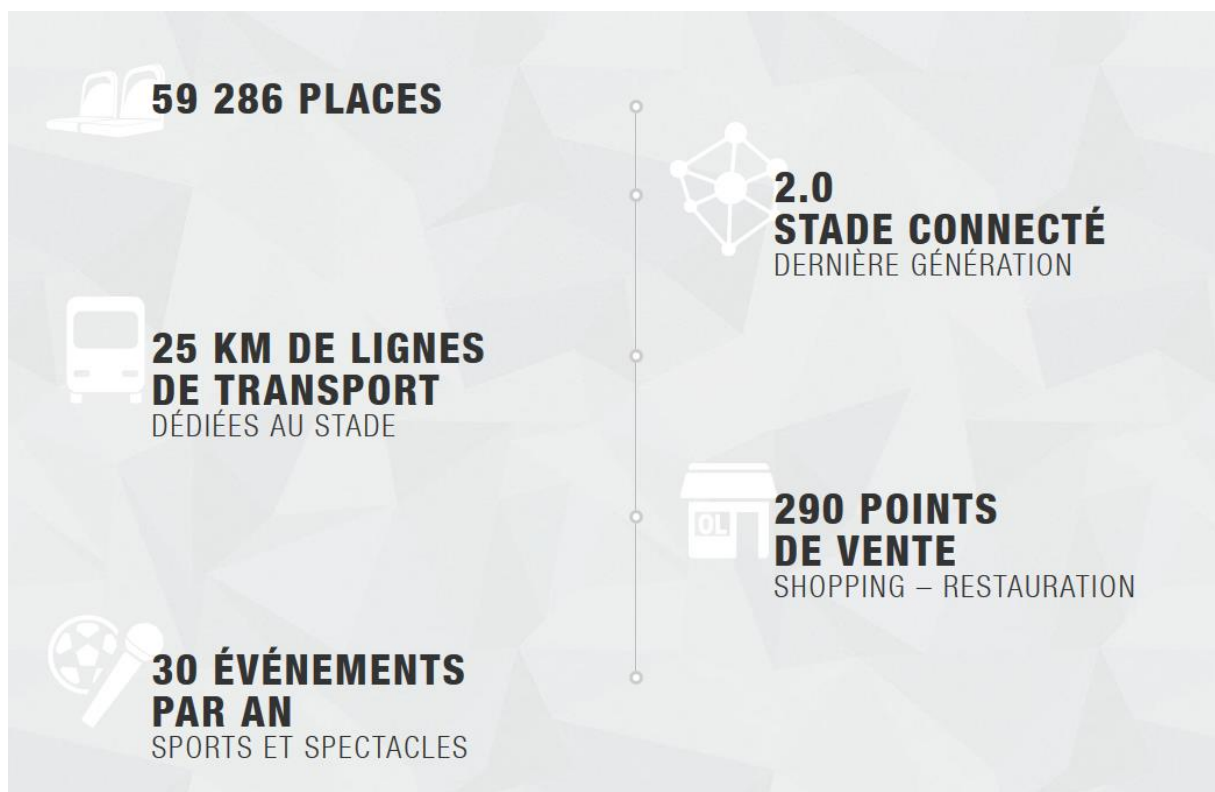 59 286 PLACES
2.0
STADE CONNECTÉ
DERNIÈRE GÉNÉRATION
25 KM DE LIGNES
DE TRANSPORT
DÉDIÉES AU STADE
OL
290 POINTS
DE VENTE
SHOPPING – RESTAURATION
30 ÉVÉNEMENTS
PAR AN
SPORTS ET SPECTACLES